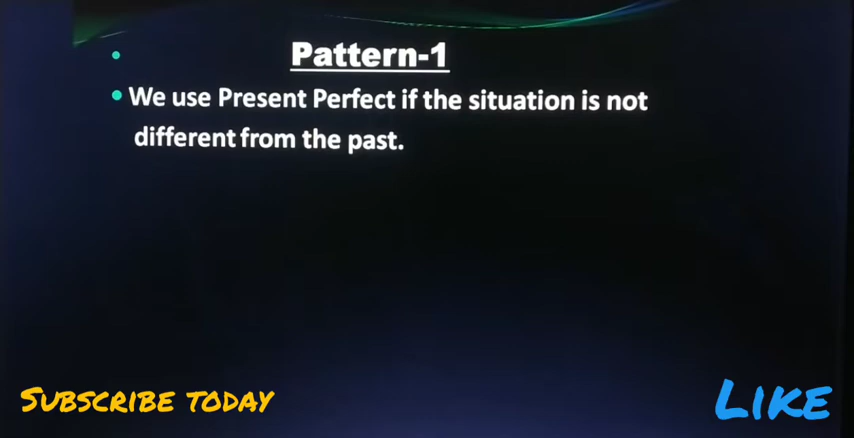 Pattern-1
We use Present Perfect if the situation is not
different from the past.
SUBSCRIBE TODAY
LIKE